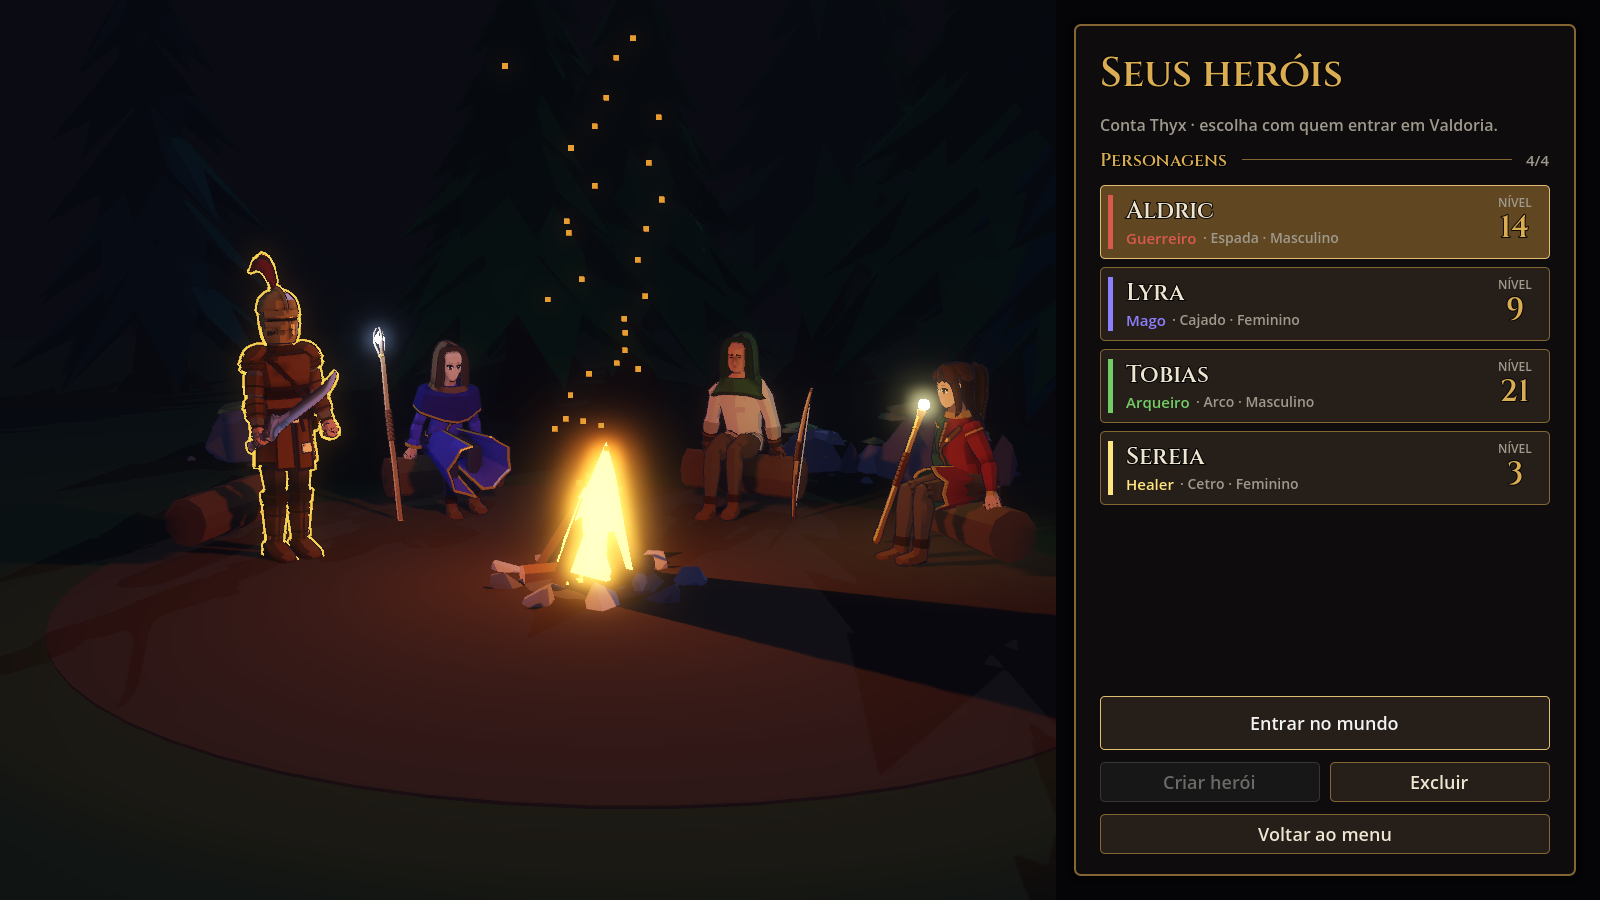 Seus heróis
Conta Thyx · escolha com quem entrar em Valdoria.
Personagens 4/4
Aldric
Guerreiro · Espada · Masculino
NÍVEL
14
Lyra
Mago · Cajado · Feminino
NÍVEL
9
Tobias
Arqueiro · Arco · Masculino
NÍVEL
21
Sereia
Healer · Cetro · Feminino
NÍVEL
3
Entrar no mundo
Criar herói
Excluir
Voltar ao menu